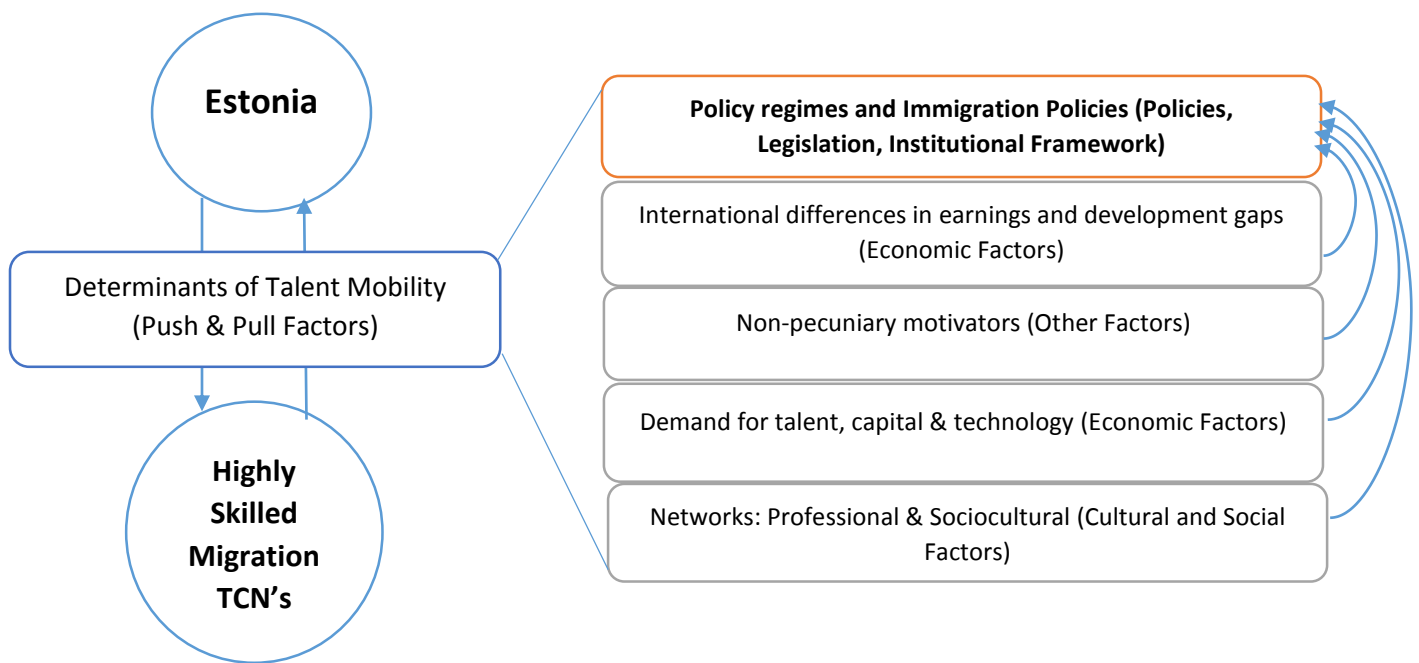 Estonia
Determinants of Talent Mobility
(Push & Pull Factors)
Highly
Skilled
Migration
TCN’s
Policy regimes and Immigration Policies (Policies,
Legislation, Institutional Framework)
International differences in earnings and development gaps
(Economic Factors)
Non-pecuniary motivators (Other Factors)
Demand for talent, capital & technology (Economic Factors)
Networks: Professional & Sociocultural (Cultural and Social
Factors)